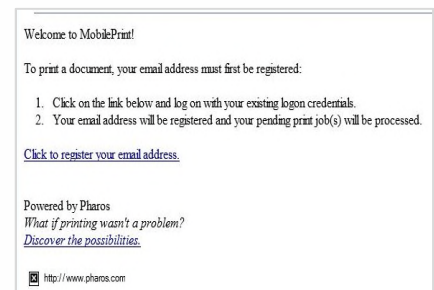 Welcome to MobilePrint!
To print a document, your email address must first be registered:
1. Click on the link below and log on with your existing logon credentials.
2. Your email address will be registered and your pending print job(s) will be processed.
Click to register your email address.
Powered by Pharos
What if printing wasn't a problem?
Discover the possibilities.
http://www.pharos.com